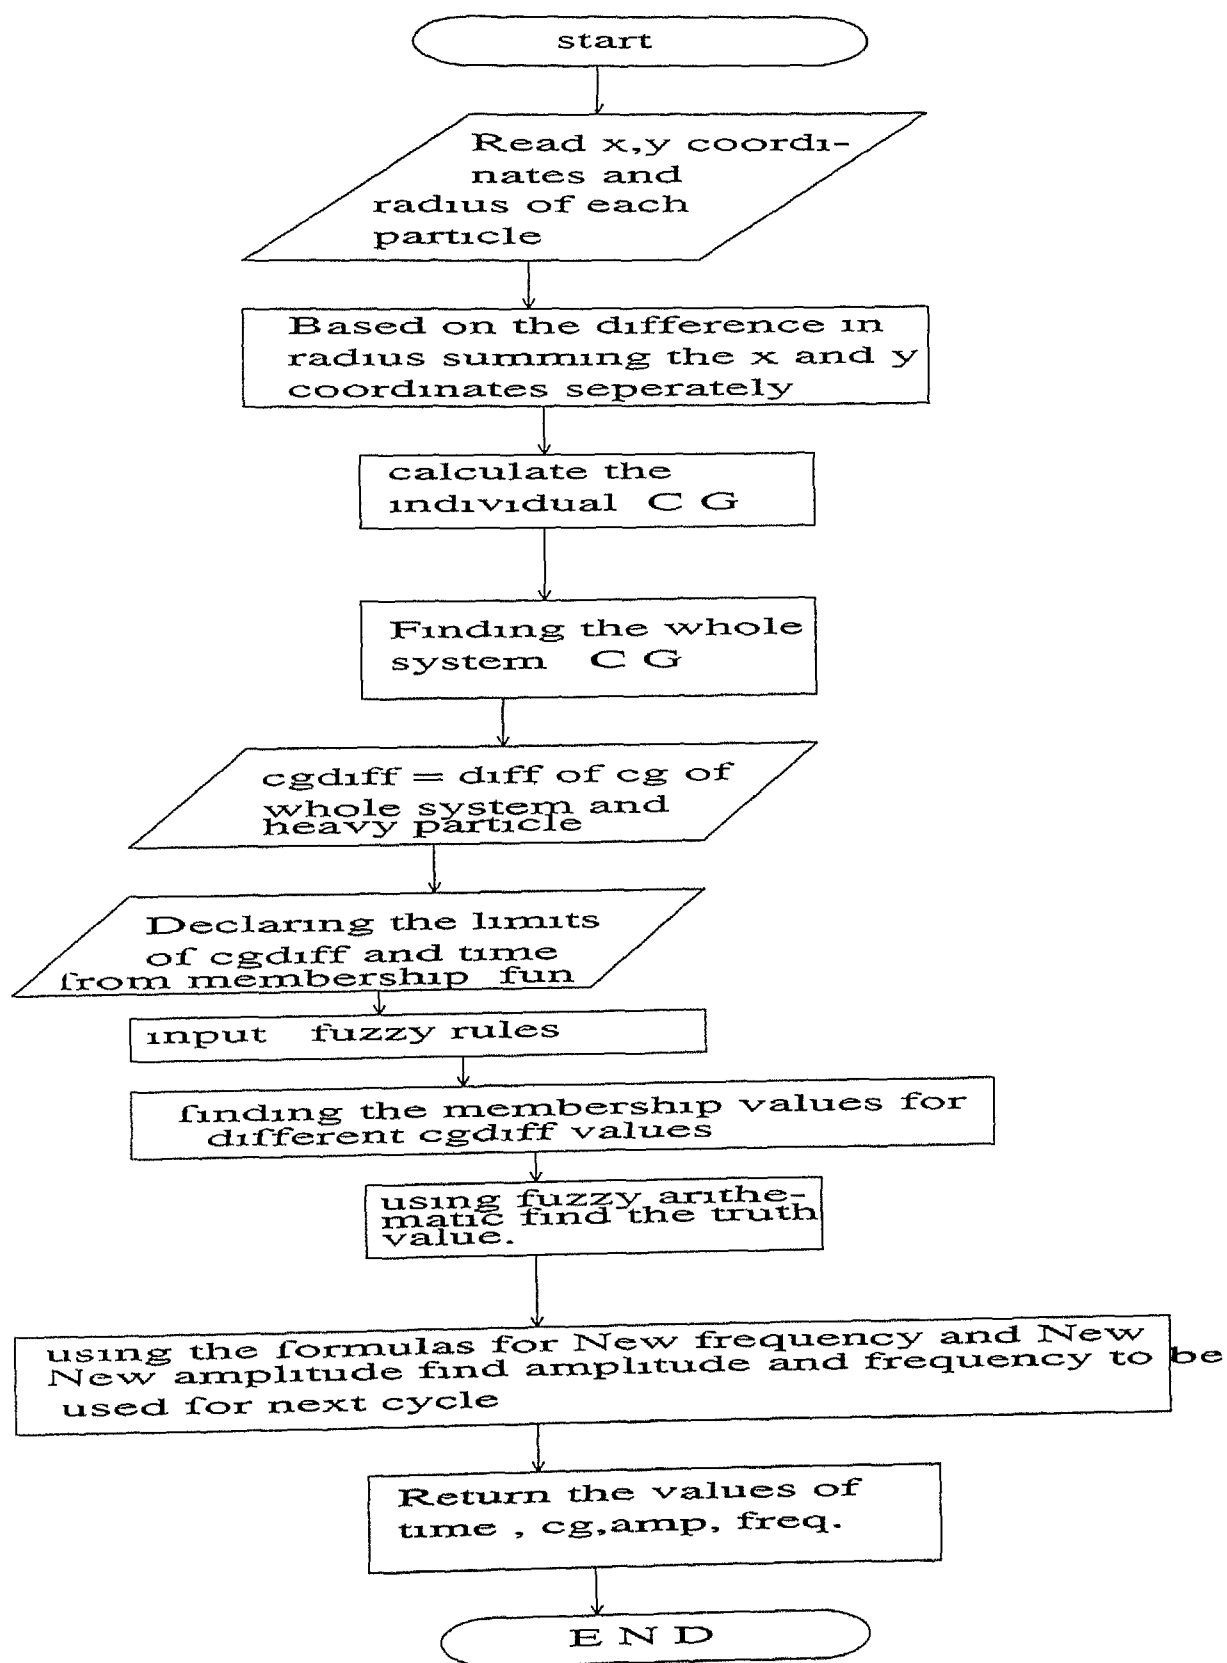 start
Read x,y coordi-
nates and
radius of each
particle
Based on the difference in
radius summing the x and y
coordinates seperately
calculate the
individual C G
Finding the whole
system C G
cgdiff = diff of cg of
whole system and
heavy particle
Declaring the limits
of cgdiff and time
from membership fun
input fuzzy rules
finding the membership values for
different cgdiff values
using fuzzy arithe-
matic find the truth
value.
using the formulas for New frequency and New
New amplitude find amplitude and frequency to be
used for next cycle
Return the values of
time , cg,amp, freq.
E N D